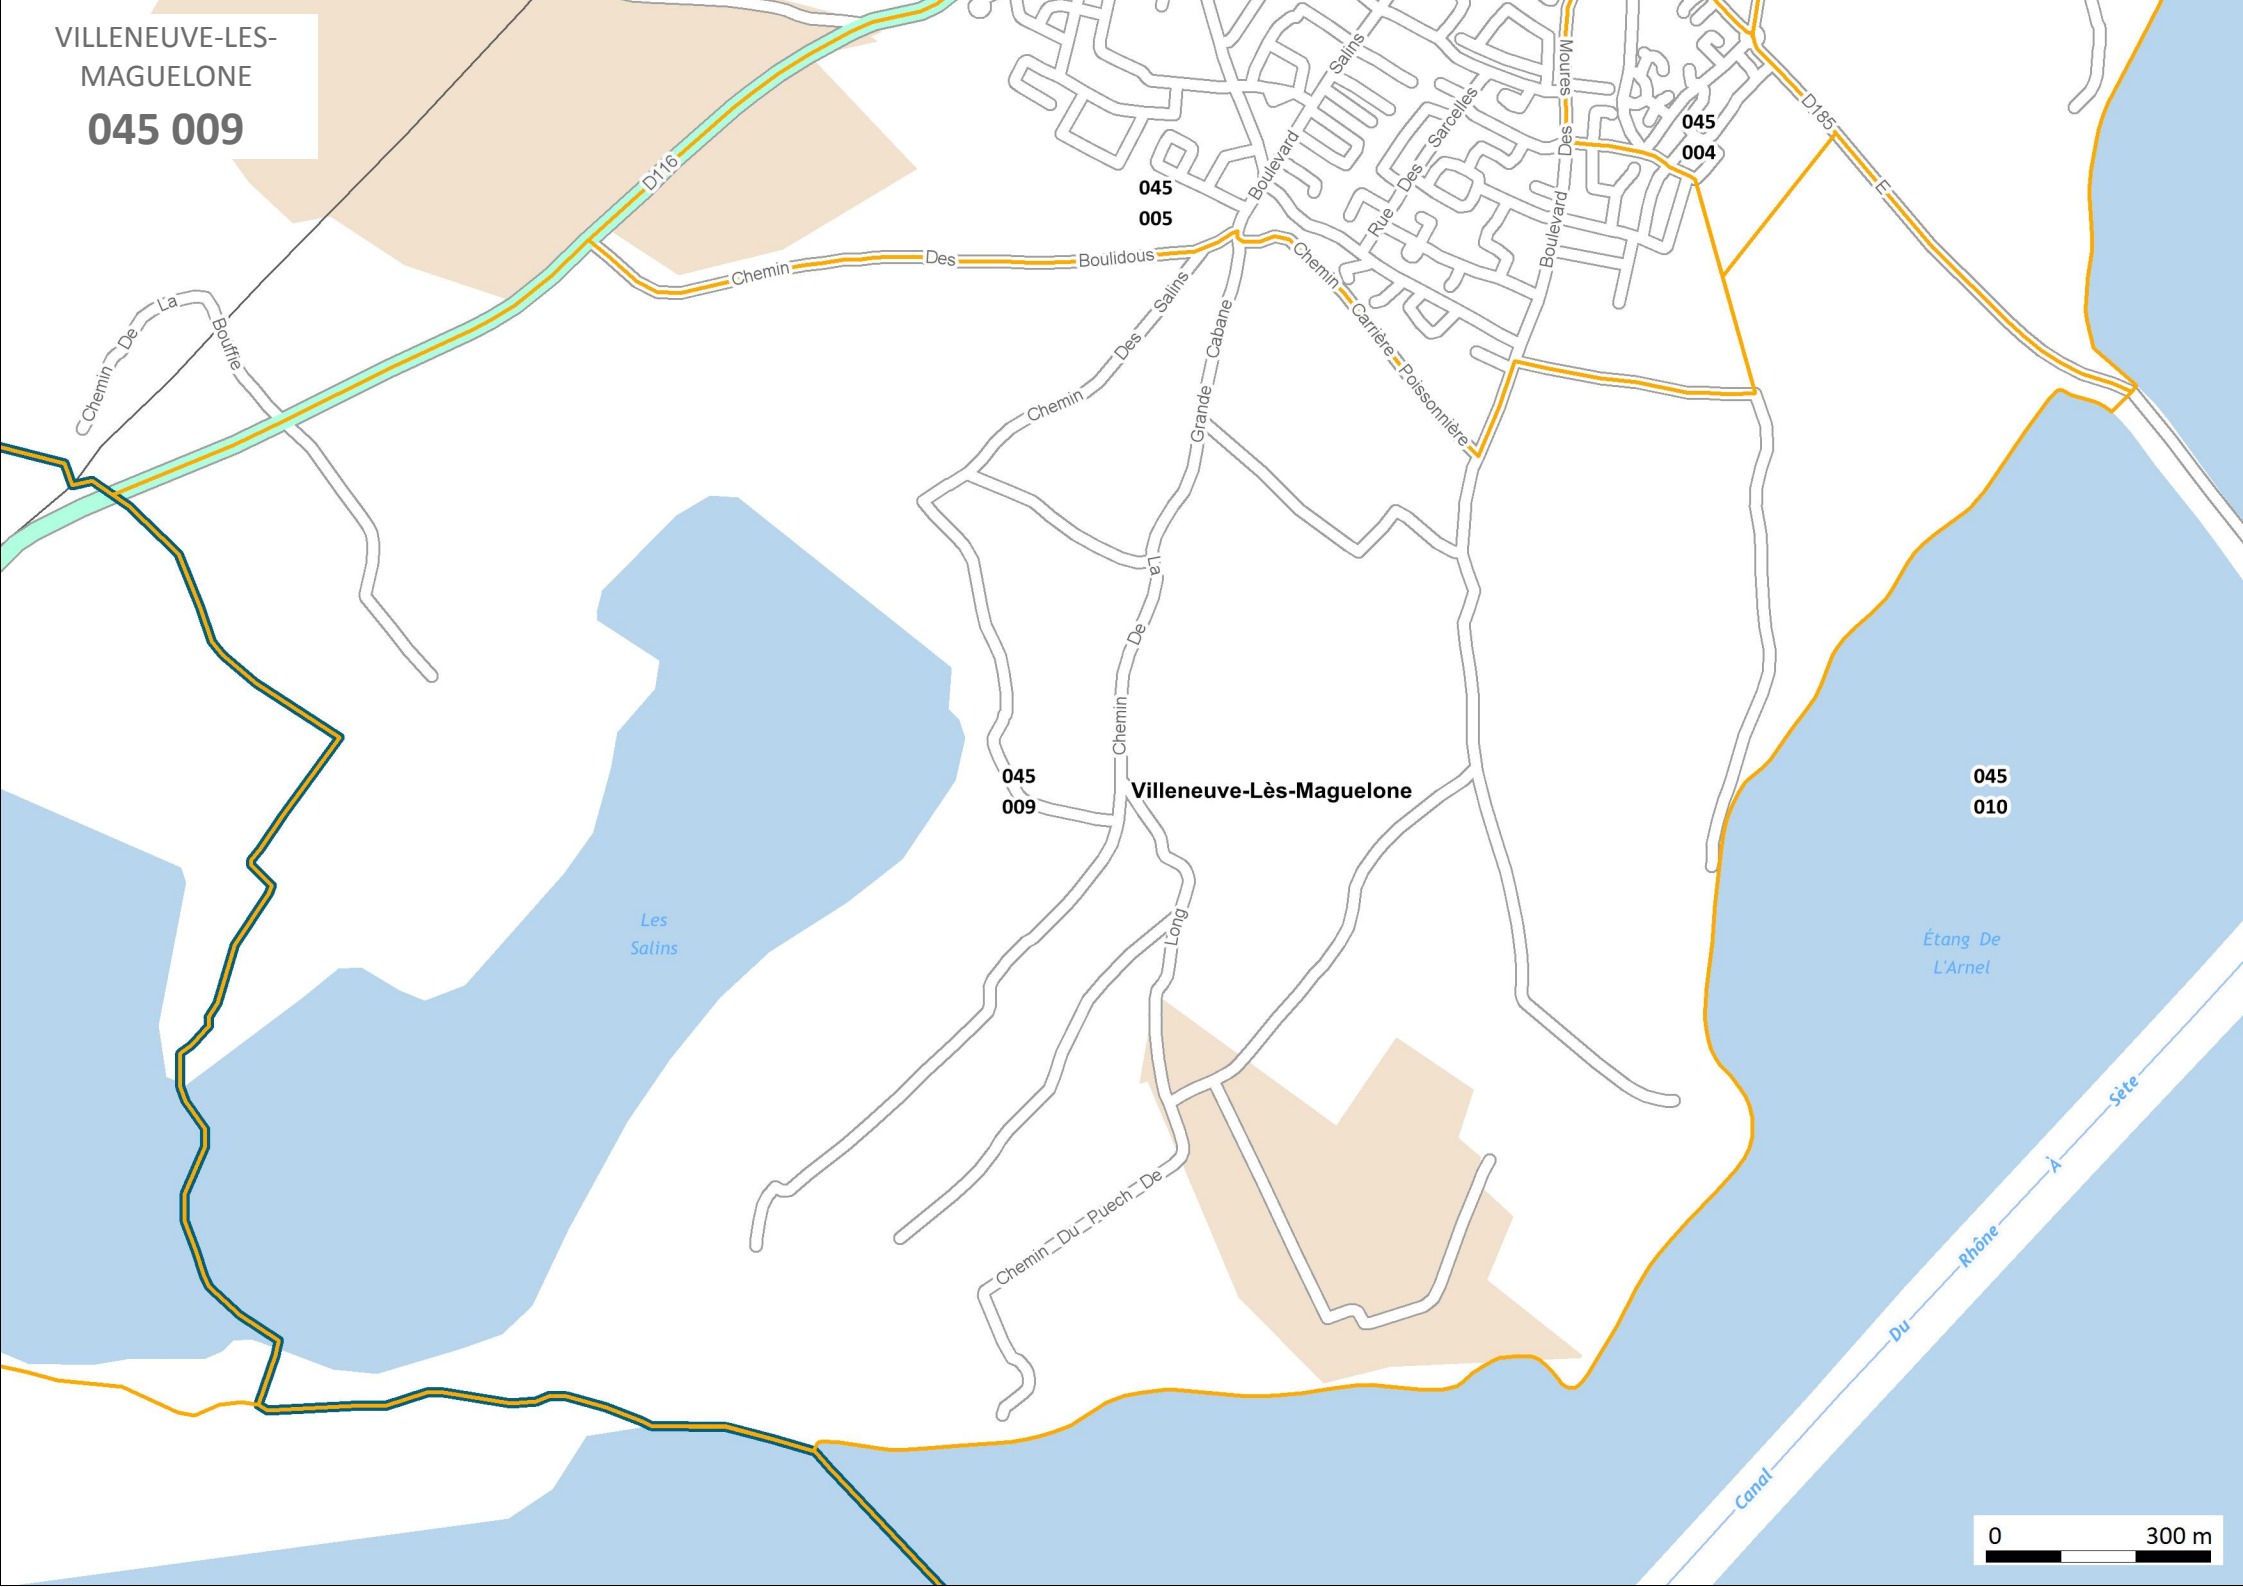 VILLENEUVE-LES-
MAGUELONE
045 009
D116
Salins
Boulevard
Moures
Des
Boulevard
Rue Des Sarcelles
045
004
D185
E
045
005
Chemin Des Boulidous
Chemin De La Bouffie
Chemin Des Salins
Chemin De La Grande Cabane
Chemin Carrière Poissonnière
045
009
Villeneuve-Lès-Maguelone
045
010
Les
Salins
Étang De
L'Arnel
Chemin Du Puech De Long
Canal Du Rhône À Sète
0 300 m